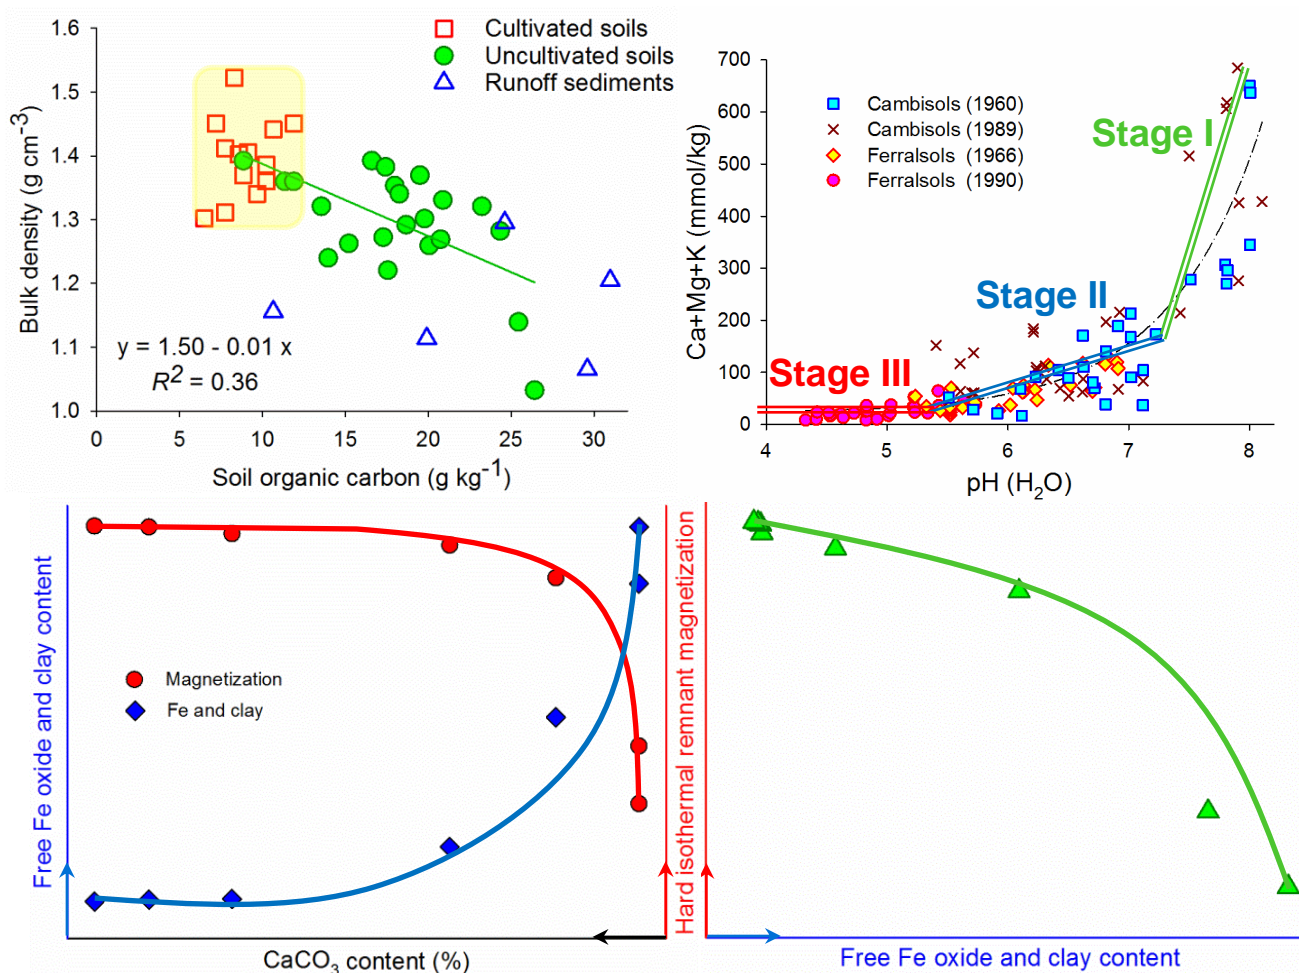 1.6
1.5
1.4
1.3
1.2
1.1
1.0
Bulk density (g cm-3)
Cultivated soils
Uncultivated soils
Runoff sediments
y = 1.50 - 0.01 x
R2 = 0.36
0 5 10 15 20 25 30
Soil organic carbon (g kg-1)
700
600
500
400
300
200
100
0
Ca+Mg+K (mmol/kg)
Cambisols (1960)
Cambisols (1989)
Ferralsols (1966)
Ferralsols (1990)
Stage I
Stage II
Stage III
4 5 6 7 8
pH (H2O)
Free Fe oxide and clay content
Magnetization
Fe and clay
CaCO3 content (%)
Hard isothermal remnant magnetization
Free Fe oxide and clay content